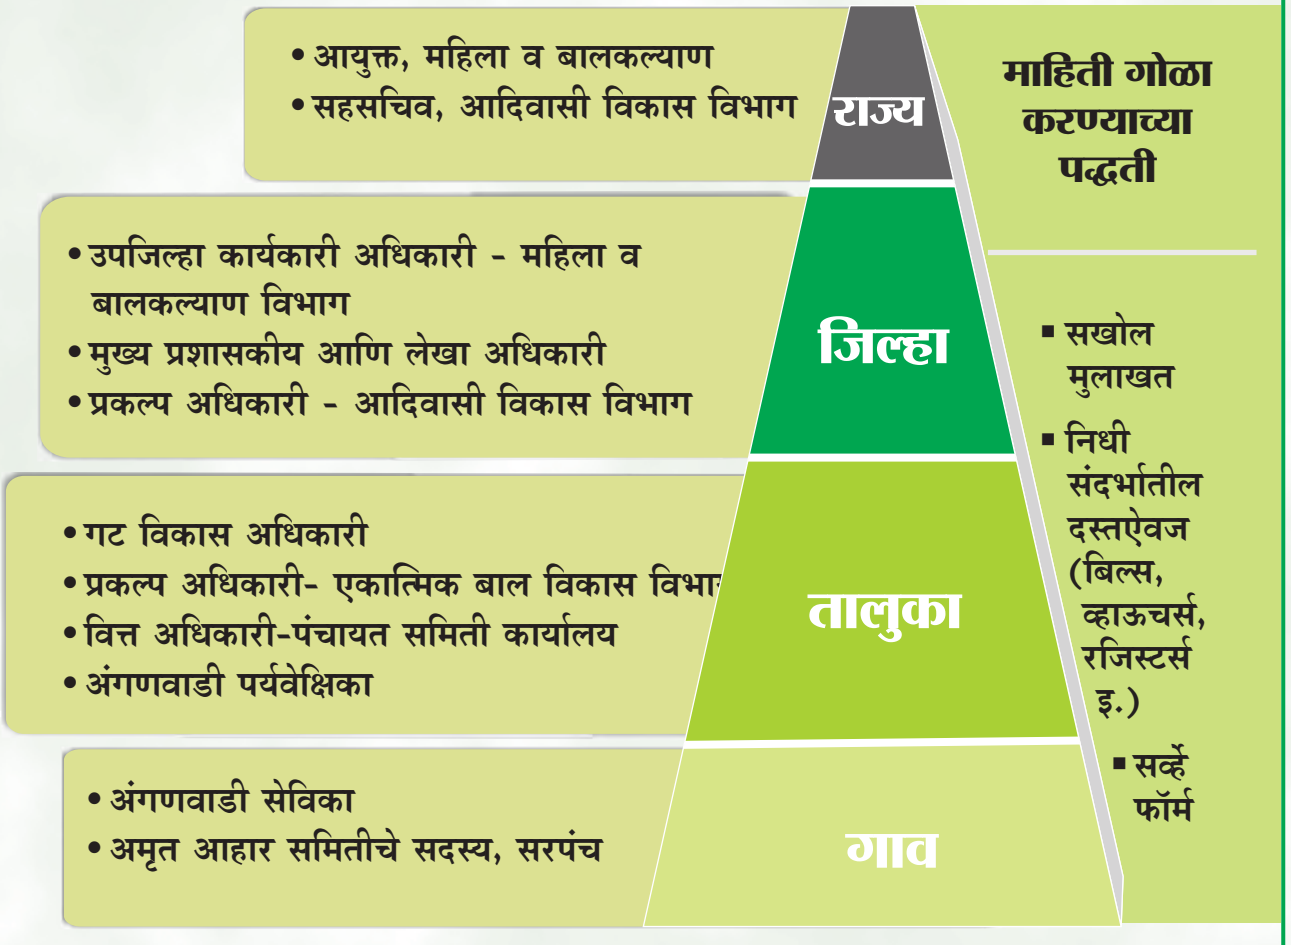 • आयुक्त, महिला व बालकल्याण
• सहसचिव, आदिवासी विकास विभाग
राज्य
• उपजिल्हा कार्यकारी अधिकारी - महिला व
बालकल्याण विभाग
• मुख्य प्रशासकीय आणि लेखा अधिकारी
• प्रकल्प अधिकारी - आदिवासी विकास विभाग
जिल्हा
• गट विकास अधिकारी
• प्रकल्प अधिकारी- एकात्मिक बाल विकास
• वित्त अधिकारी-पंचायत समिती कार्यालय
• अंगणवाडी पर्यवेक्षिका
तालुका
• अंगणवाडी सेविका
• अमृत आहार समितीचे सदस्य, सरपंच
गाव
माहिती गोळा
करण्याच्या
पद्धती
▪ सखोल
मुलाखत
▪ निधी
संदर्भातील
दस्तऐवज
(बिल्स,
व्हाऊचर्स,
रजिस्टर्स
इ.)
▪ सर्व्हे
फॉर्म